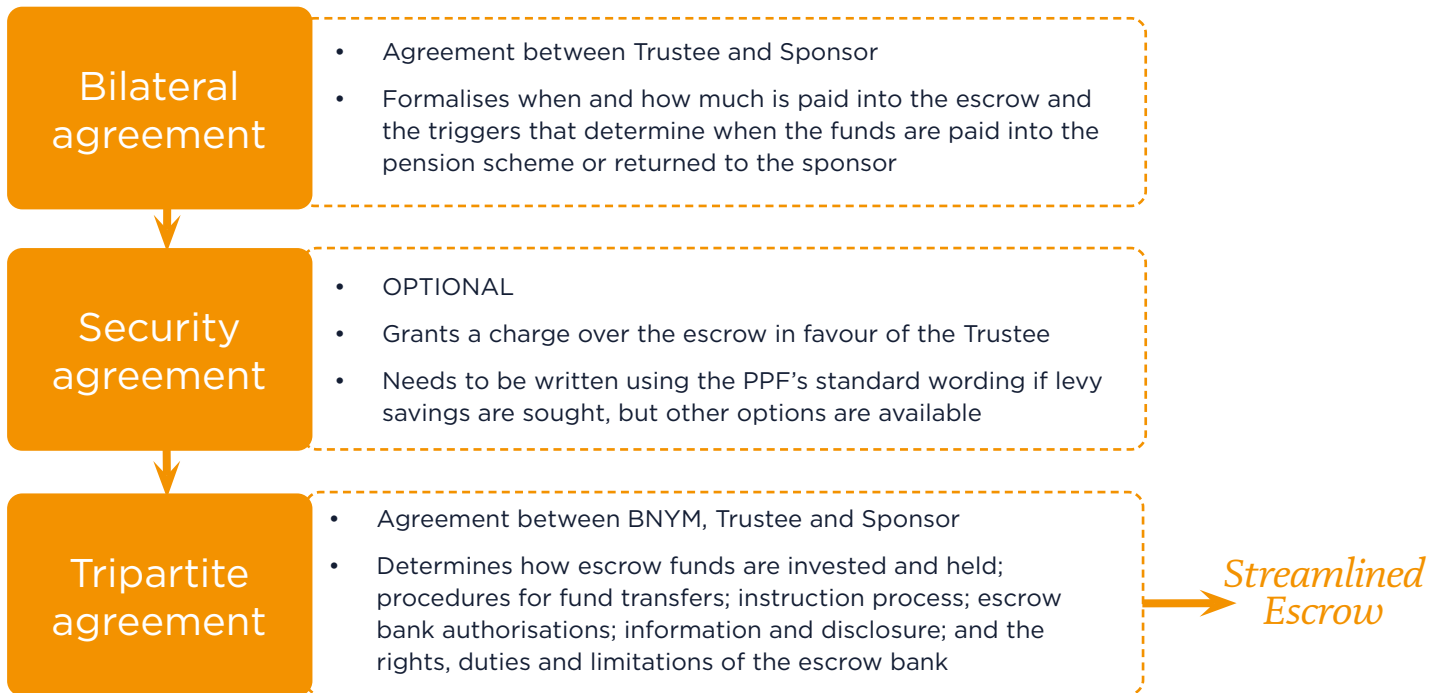 Bilateral
agreement
• Agreement between Trustee and Sponsor
• Formalises when and how much is paid into the escrow and
the triggers that determine when the funds are paid into the
pension scheme or returned to the sponsor
Security
agreement
• OPTIONAL
• Grants a charge over the escrow in favour of the Trustee
• Needs to be written using the PPF's standard wording if levy
savings are sought, but other options are available
Tripartite
agreement
• Agreement between BNYM, Trustee and Sponsor
• Determines how escrow funds are invested and held;
procedures for fund transfers; instruction process; escrow
bank authorisations; information and disclosure; and the
rights, duties and limitations of the escrow bank
Streamlined
Escrow